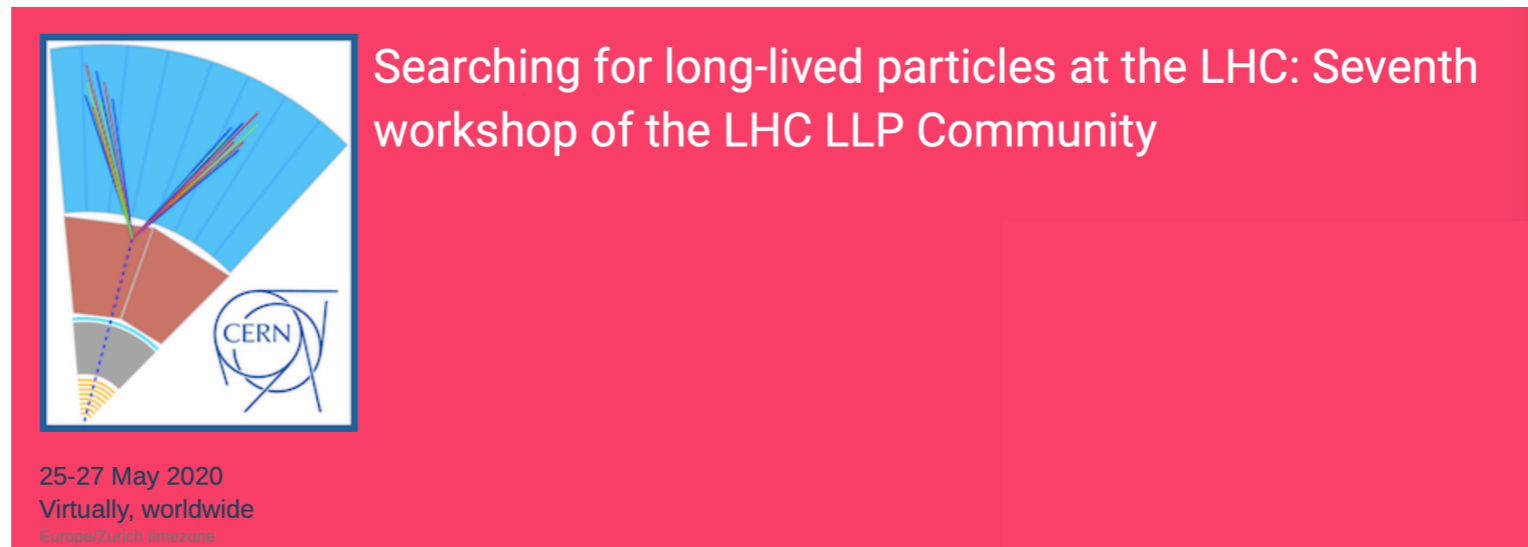 Searching for long-lived particles at the LHC: Seventh
workshop of the LHC LLP Community
CERN
25-27 May 2020
Virtually, worldwide
Europe/Zurich timezone